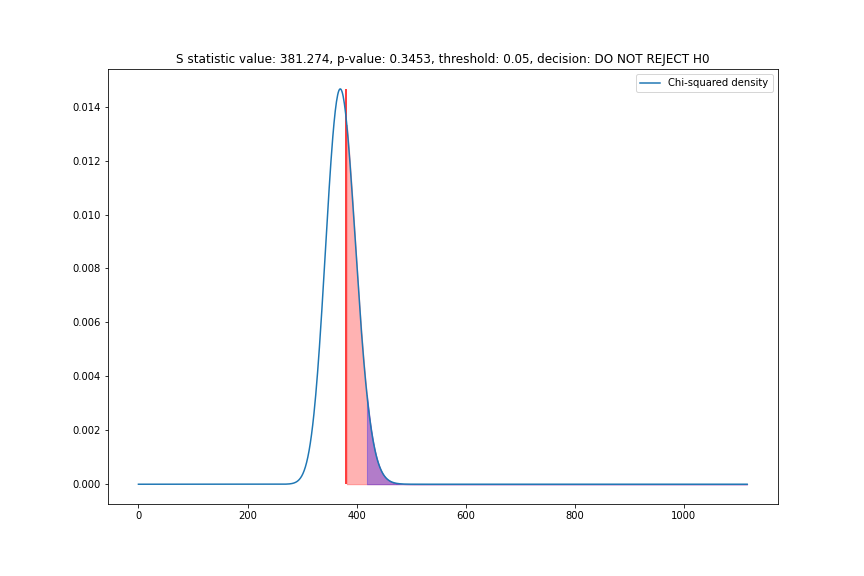 S statistic value: 381.274, p-value: 0.3453, threshold: 0.05, decision: DO NOT REJECT H0
Chi-squared density
0.014
0.012
0.010
0.008
0.006
0.004
0.002
0.000
0 200 400 600 800 1000